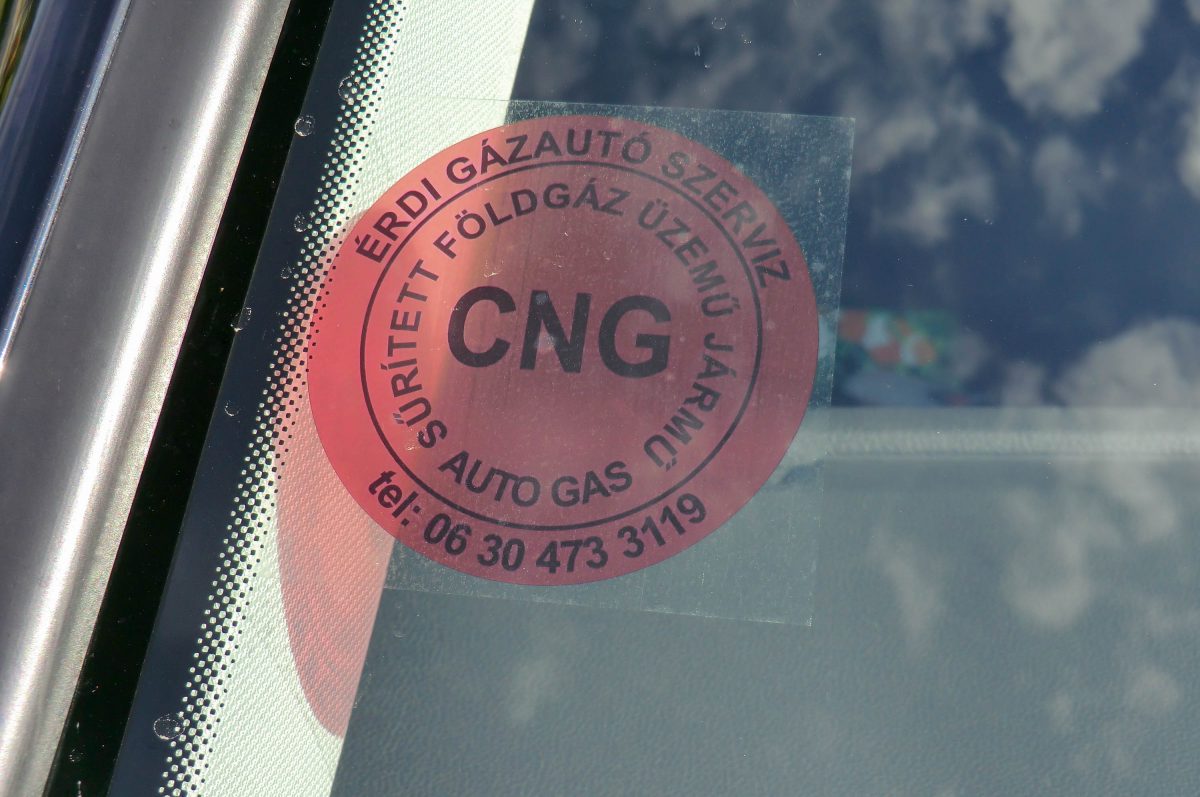 ÉRDI GÁZAUTÓ SZERVIZ
SŰRÍTETT FÖLDGÁZ ÜZEMŰ JÁRMŰ
CNG
AUTO GAS
tel: 06 30 473 3119